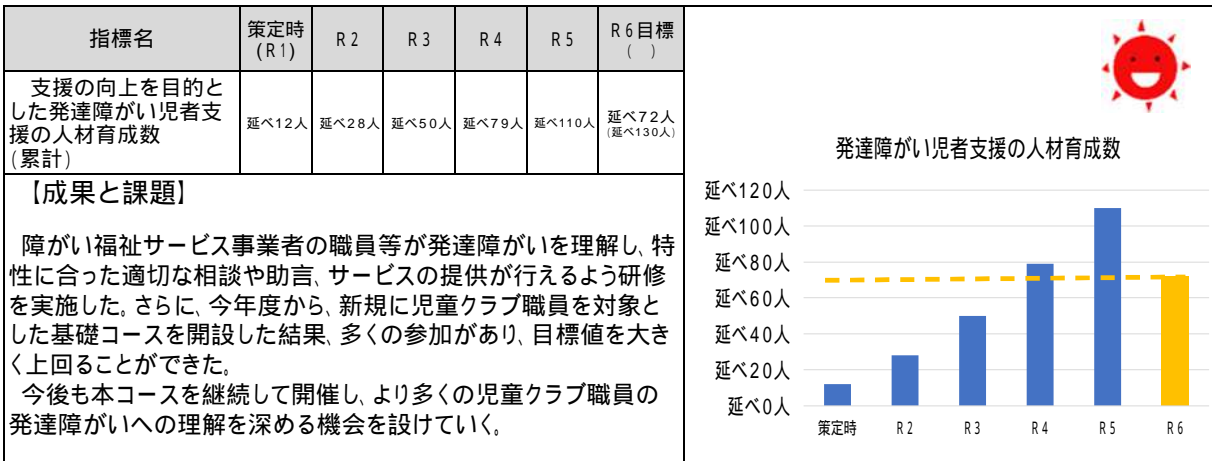 指標名
策定時
(R1)
R2
R3
R4
R5
R6目標
( )
支援の向上を目的と
した発達障がい児者支
援の人材育成数
(累計)
延べ12人
延べ28人
延べ50人
延べ79人
延べ110人
延べ72人
(延べ130人)
【成果と課題】
障がい福祉サービス事業者の職員等が発達障がいを理解し、特
性に合った適切な相談や助言、サービスの提供が行えるよう研修
を実施した。さらに、今年度から、新規に児童クラブ職員を対象と
した基礎コースを開設した結果、多くの参加があり、目標値を大き
く上回ることができた。
今後も本コースを継続して開催し、より多くの児童クラブ職員の
発達障がいへの理解を深める機会を設けていく。
発達障がい児者支援の人材育成数
延べ120人
延べ100人
延べ80人
延べ60人
延べ40人
延べ20人
延べ0人
策定時
R2
R3
R4
R5
R6